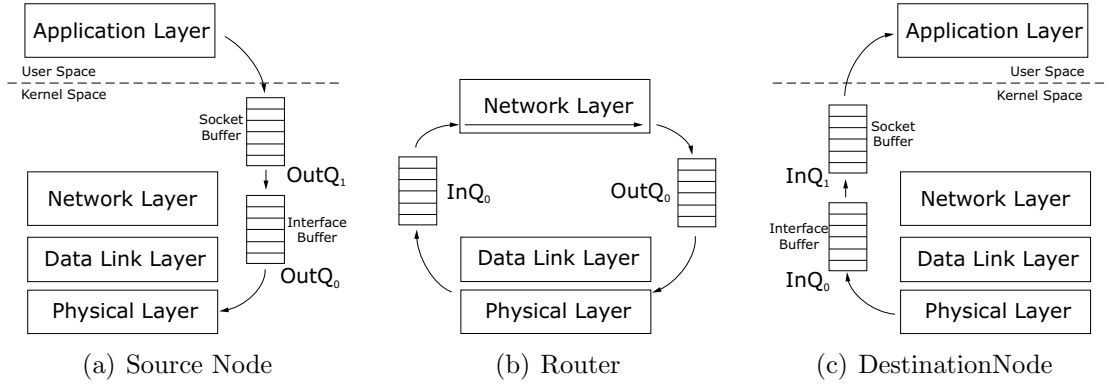 Application Layer
User Space
Kernel Space
Socket
Buffer
OutQ₁
Network Layer
Interface
Buffer
Data Link Layer
OutQ₀
Physical Layer
(a) Source Node
Network Layer
InQ₀
OutQ₀
Data Link Layer
Physical Layer
(b) Router
Application Layer
User Space
Kernel Space
Socket
Buffer
InQ₁
Network Layer
Interface
Buffer
Data Link Layer
InQ₀
Physical Layer
(c) DestinationNode